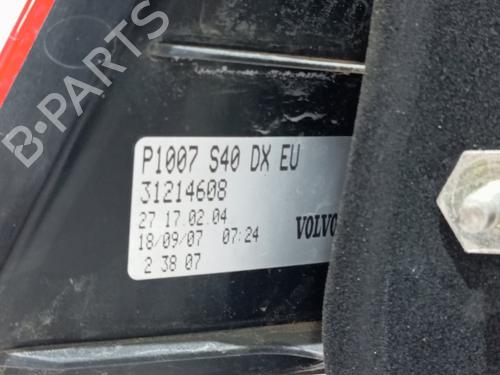 P1007 S40 DX EU
31214608
27 17.02.04
18/09/07 07:24 VOLVO
2 38 07
B-PARTS